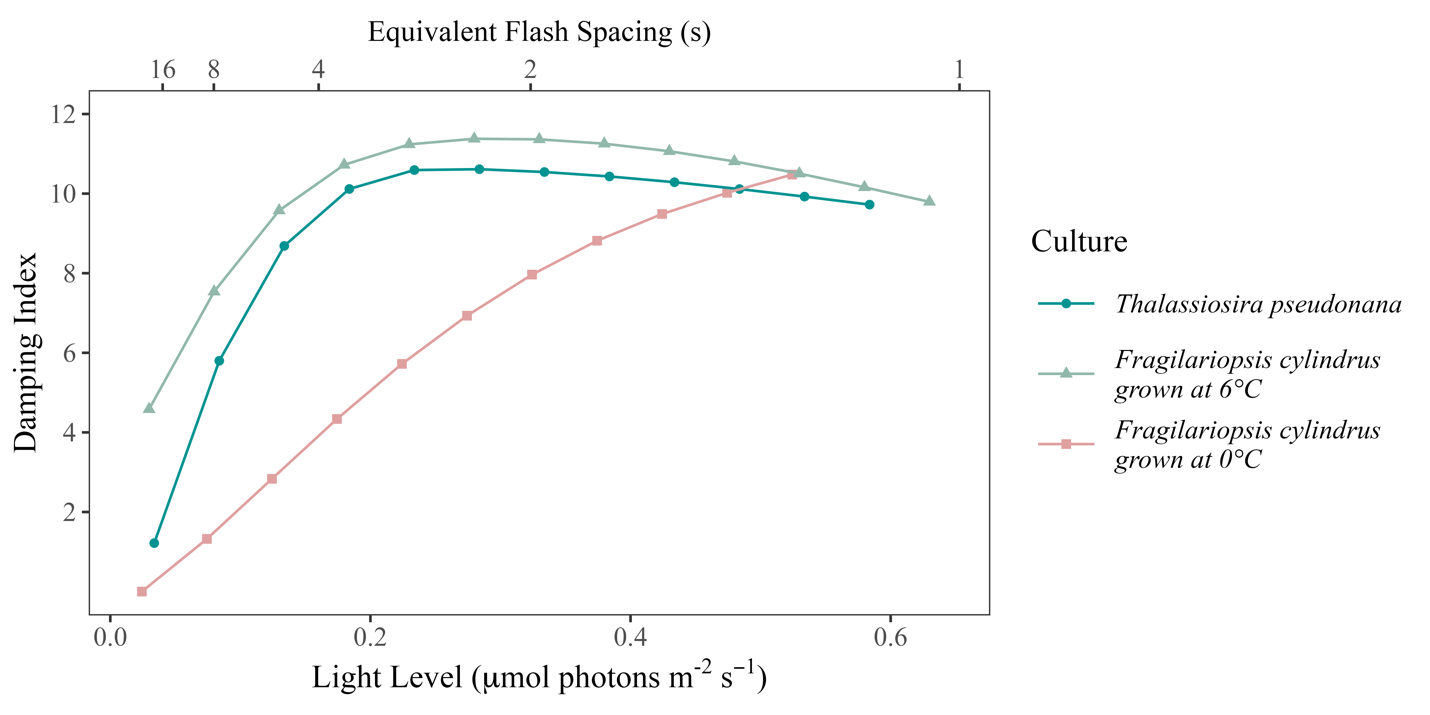 Equivalent Flash Spacing (s)
16 8 4 2 1
12
10
8
6
4
2
Damping Index
0.0 0.2 0.4 0.6
Light Level (μmol photons m⁻² s⁻¹)
Culture
Thalassiosira pseudonana
Fragilariopsis cylindrus
grown at 6°C
Fragilariopsis cylindrus
grown at 0°C